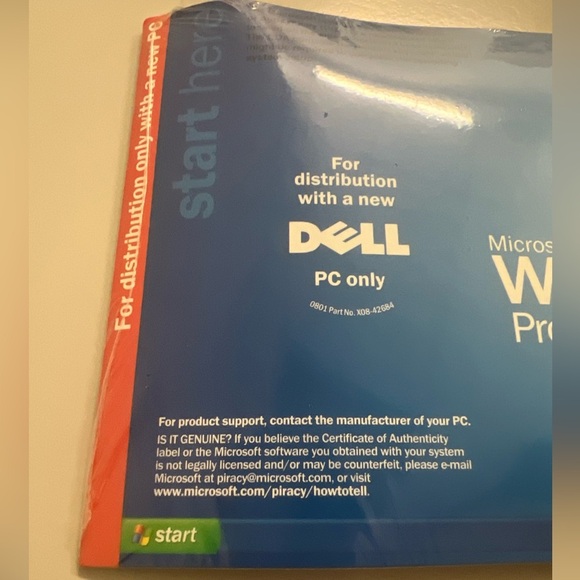 For distribution only with a new PC
start here
For
distribution
with a new
DELL
PC only
0801 Part No. X08-42684
Micros
W
Pro
For product support, contact the manufacturer of your PC.
IS IT GENUINE? If you believe the Certificate of Authenticity
label or the Microsoft software you obtained with your system
is not legally licensed and/or may be counterfeit, please e-mail
Microsoft at piracy@microsoft.com, or visit
www.microsoft.com/piracy/howtotell.
start